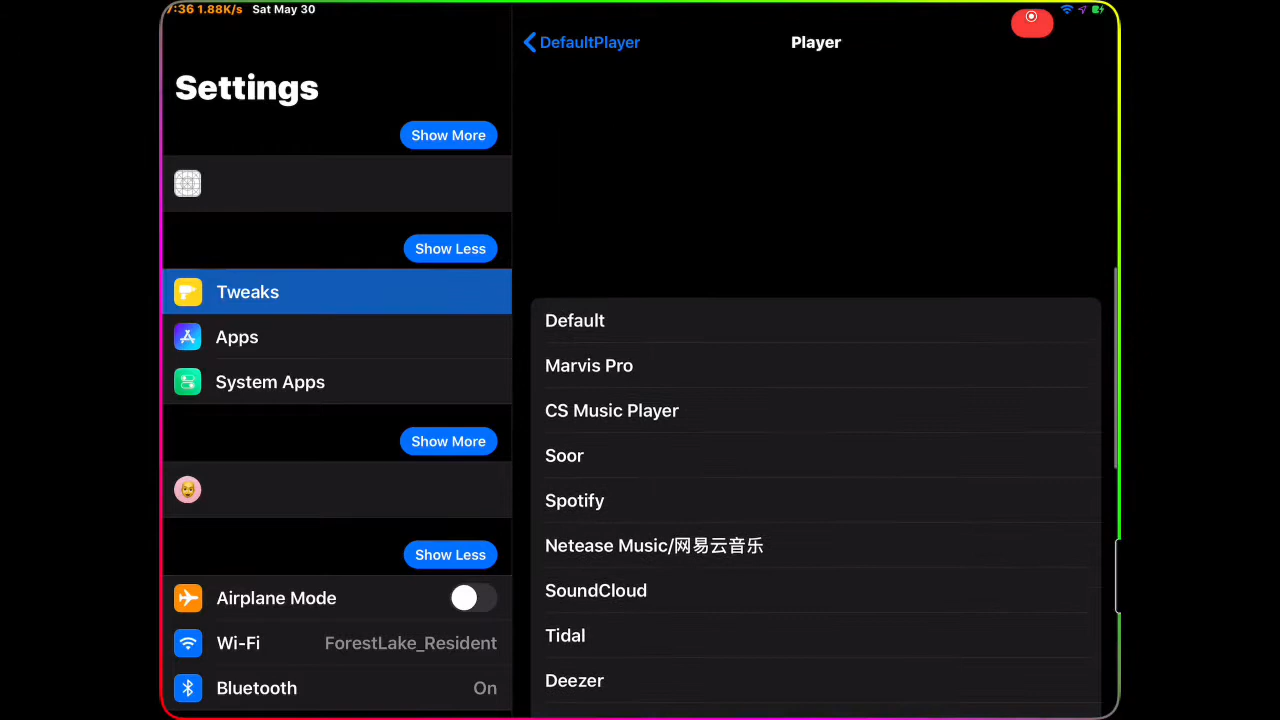 7:36 1.88K/s Sat May 30
Settings
Show More
Show Less
Tweaks
Apps
System Apps
Show More
Show Less
Airplane Mode
Wi-Fi ForestLake_Resident
Bluetooth On
DefaultPlayer Player
Default
Marvis Pro
CS Music Player
Soor
Spotify
Netease Music/网易云音乐
SoundCloud
Tidal
Deezer